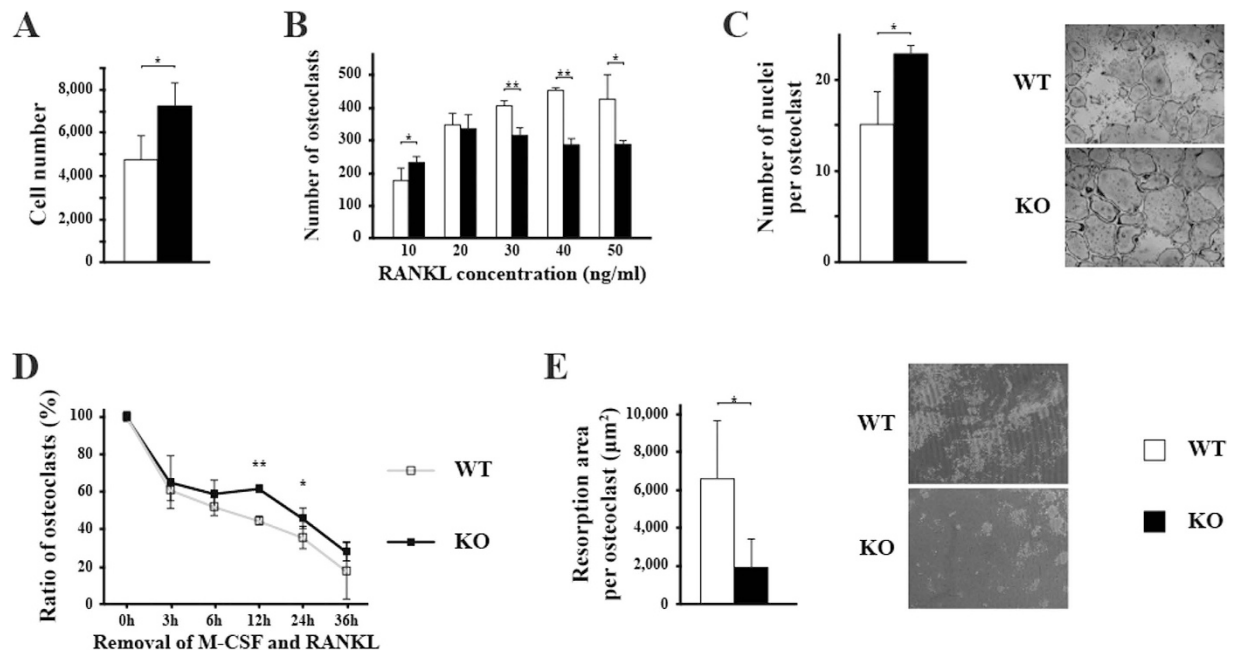 A
Cell number
8,000
6,000
4,000
2,000
0
*
B
Number of osteoclasts
500
400
300
200
100
0
*
**
**
*
10 20 30 40 50
RANKL concentration (ng/ml)
C
Number of nuclei
per osteoclast
20
10
0
*
WT
KO
D
Ratio of osteoclasts (%)
100
80
60
40
20
0
**
*
0h 3h 6h 12h 24h 36h
Removal of M-CSF and RANKL
WT
KO
E
Resorption area
per osteoclast (µm²)
10,000
8,000
6,000
4,000
2,000
0
*
WT
KO
WT
KO